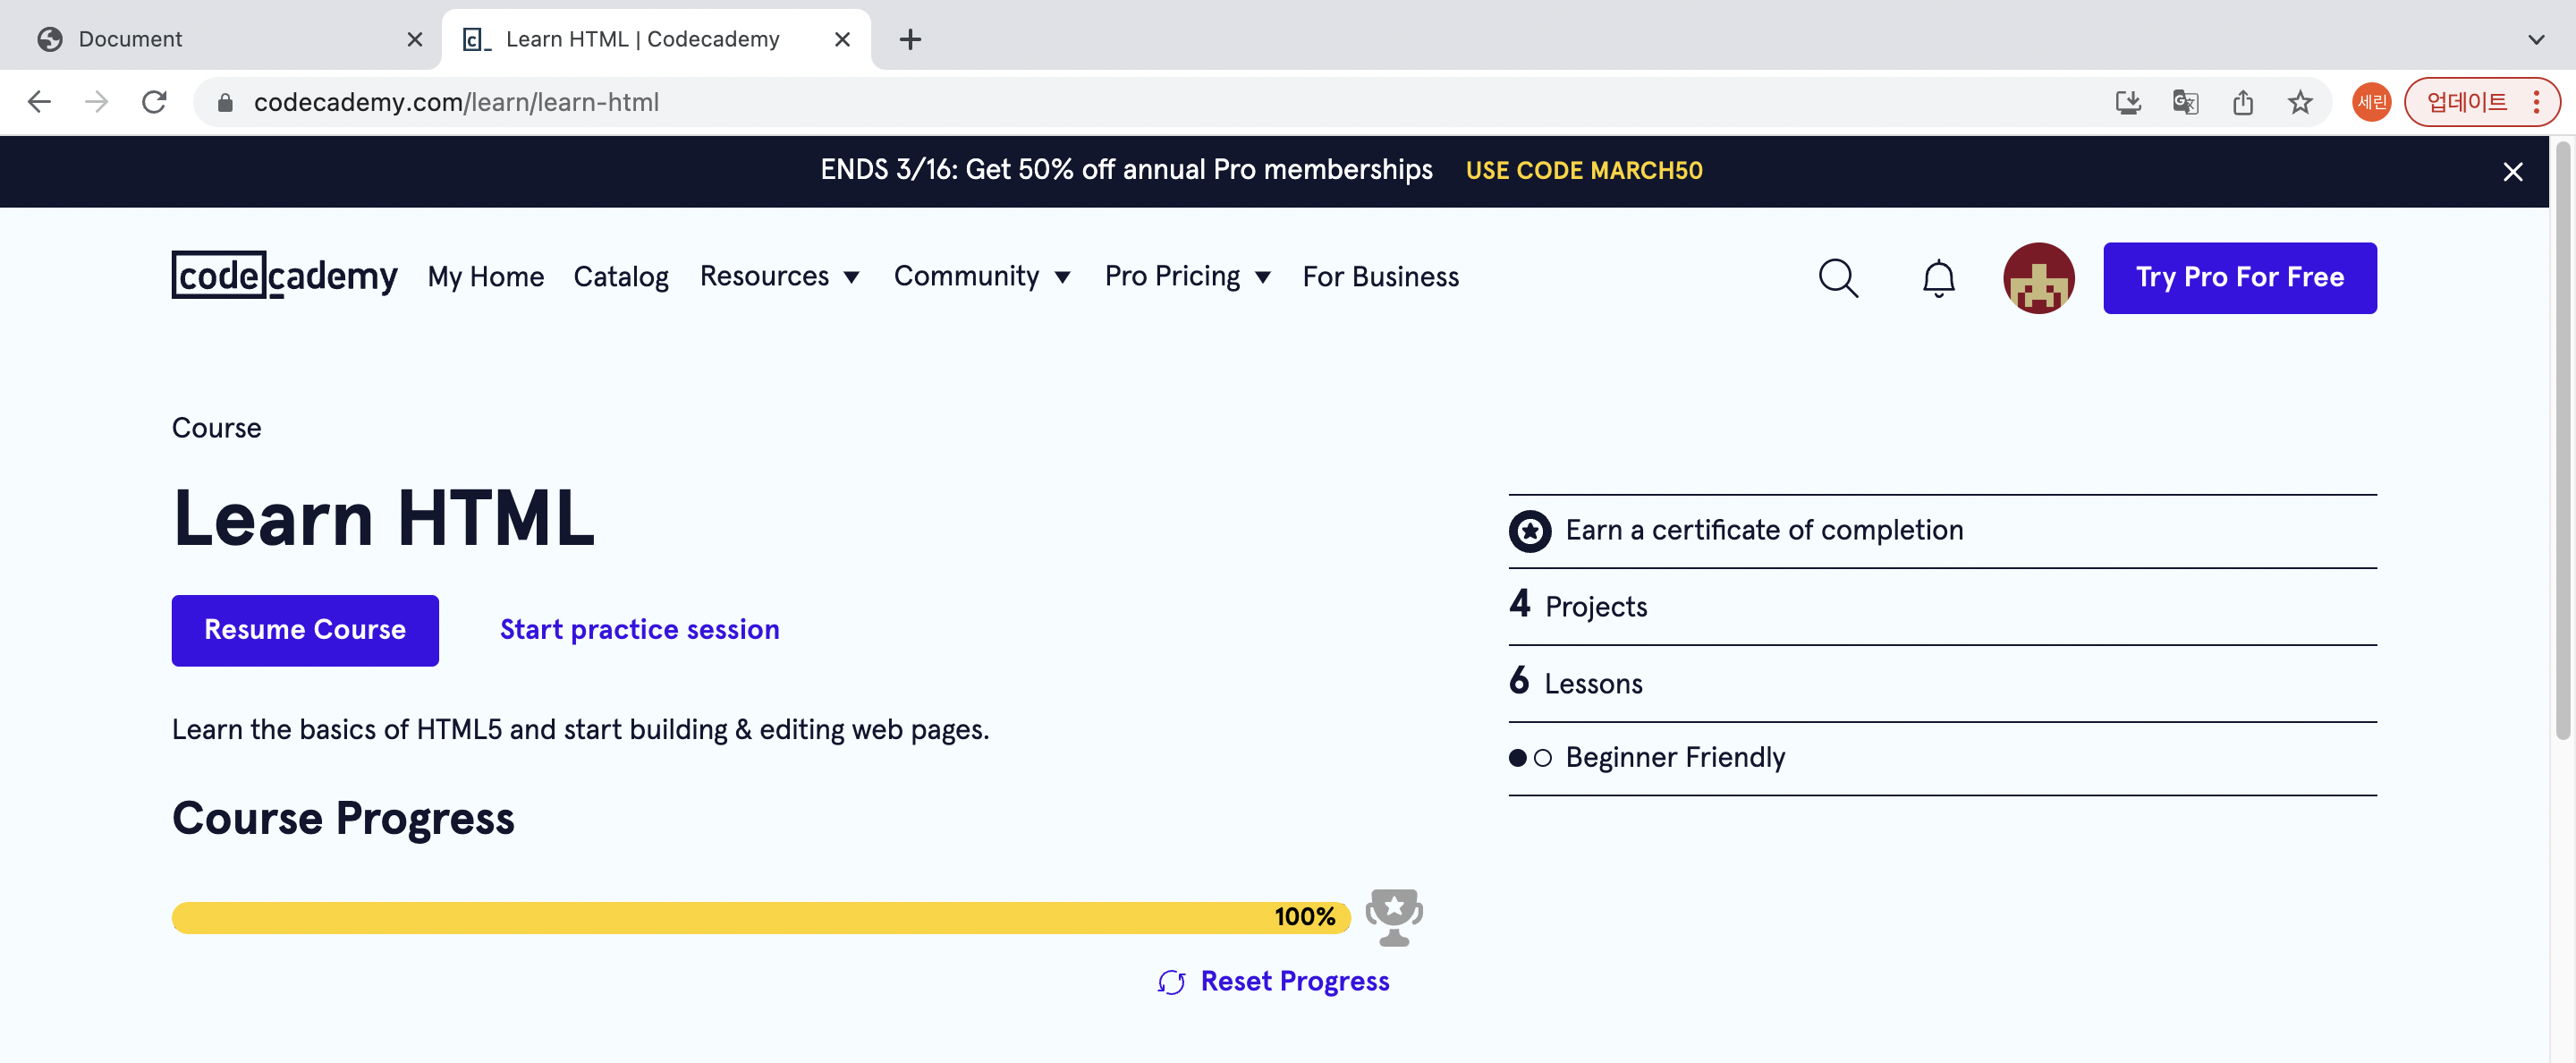 Document
Learn HTML | Codecademy
codecademy.com/learn/learn-html
세린
업데이트
ENDS 3/16: Get 50% off annual Pro memberships USE CODE MARCH50
codecademy My Home Catalog Resources Community Pro Pricing For Business
Try Pro For Free
Course
Learn HTML
Resume Course Start practice session
Learn the basics of HTML5 and start building & editing web pages.
Earn a certificate of completion
4 Projects
6 Lessons
Beginner Friendly
Course Progress
100%
Reset Progress